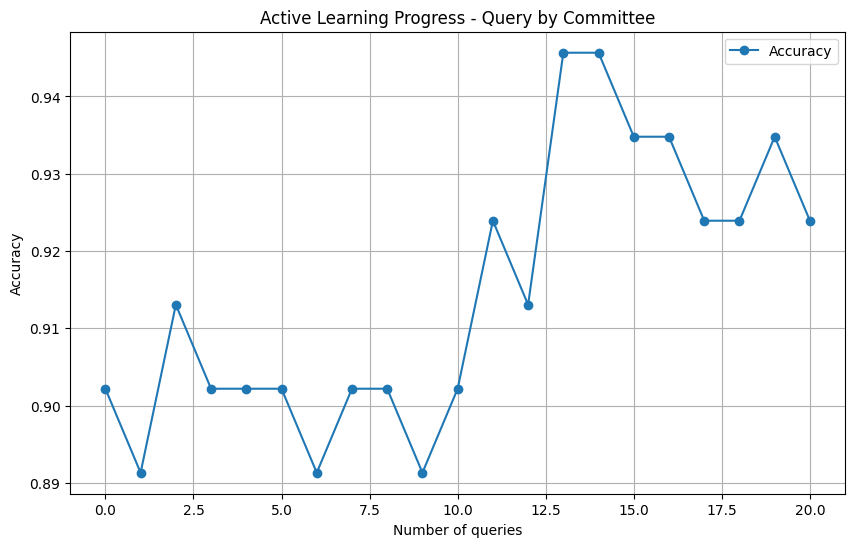 Active Learning Progress - Query by Committee
Accuracy
0.94
0.93
0.92
0.91
0.90
0.89
Accuracy
0.0 2.5 5.0 7.5 10.0 12.5 15.0 17.5 20.0
Number of queries